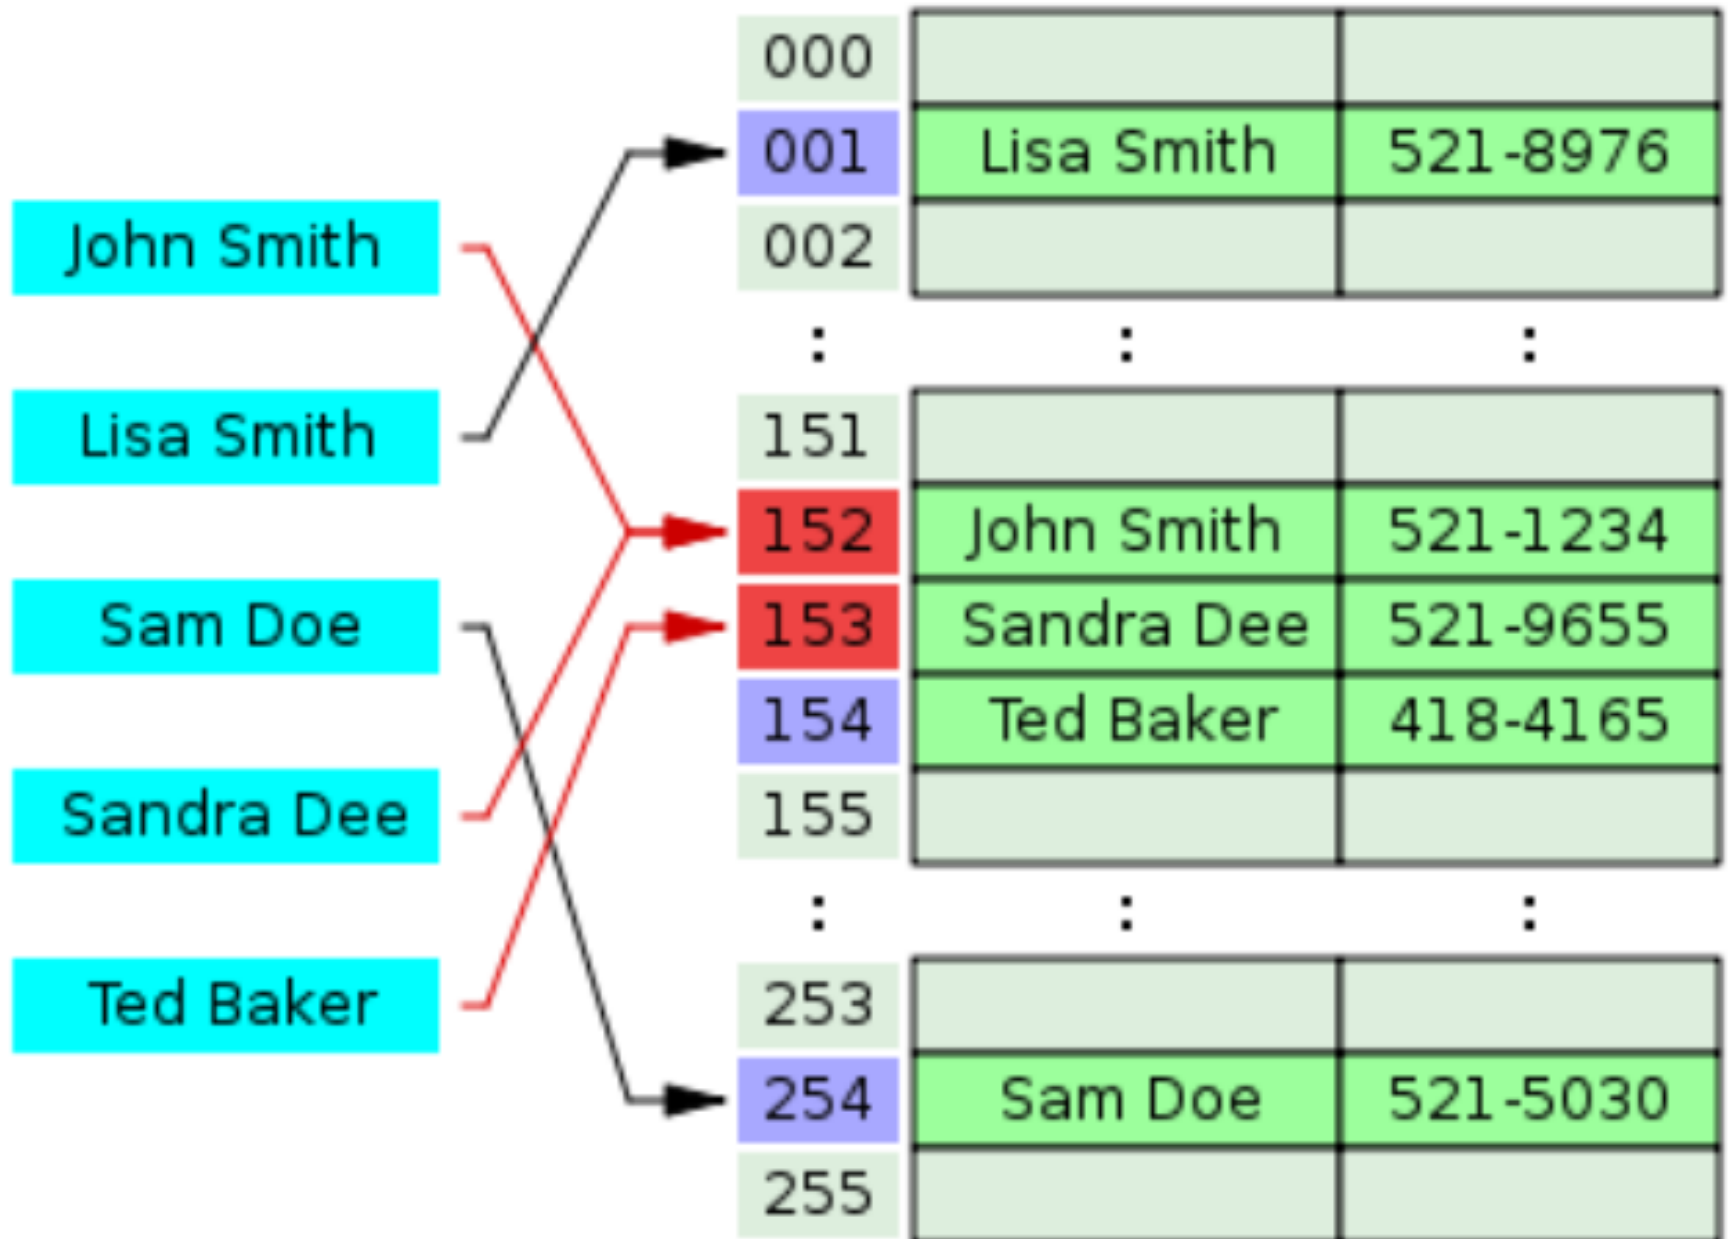 John Smith
Lisa Smith
Sam Doe
Sandra Dee
Ted Baker
000
001 Lisa Smith 521-8976
002
: : :
151
152 John Smith 521-1234
153 Sandra Dee 521-9655
154 Ted Baker 418-4165
155
: : :
253
254 Sam Doe 521-5030
255